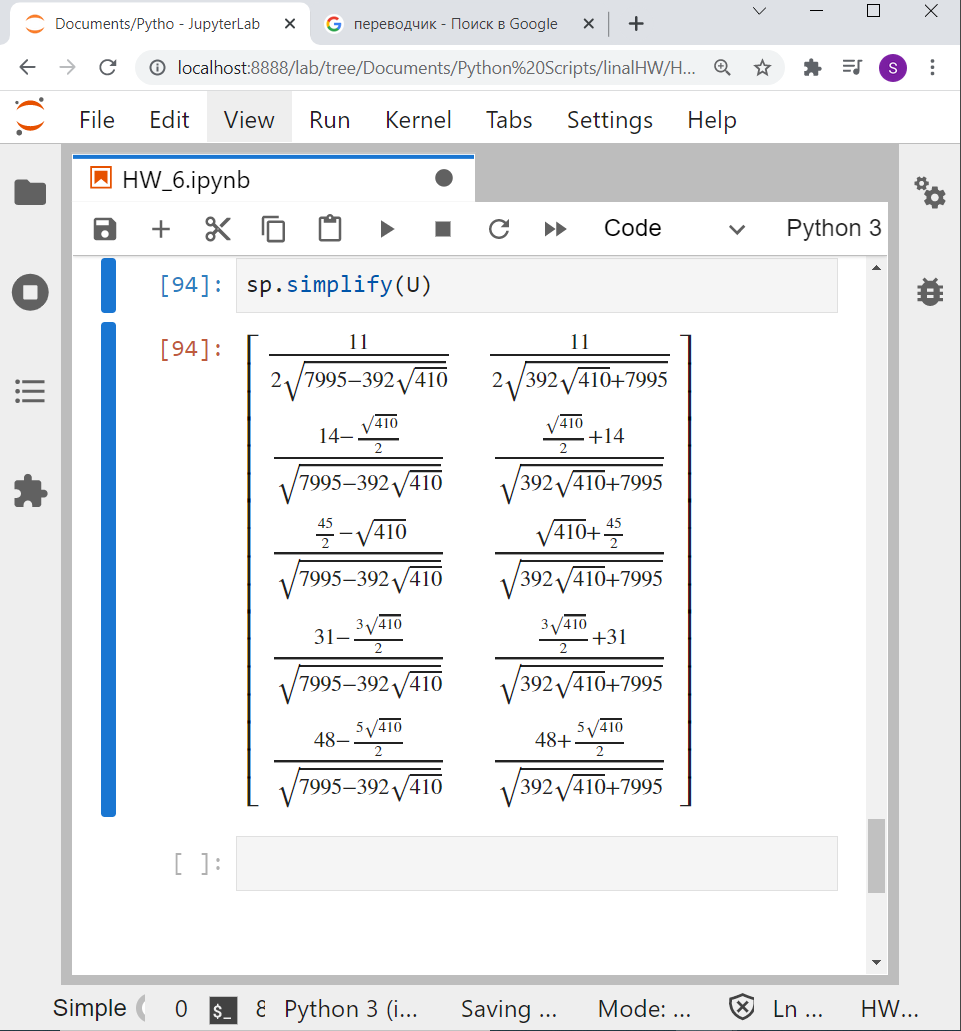 Documents/Pytho - JupyterLab
переводчик - Поиск в Google
localhost:8888/lab/tree/Documents/Python%20Scripts/linalHW/H...
S
File Edit View Run Kernel Tabs Settings Help
HW_6.ipynb
Code Python 3
[94]: sp.simplify(U)
[94]:
11/(2√(7995−392√410)) 11/(2√(392√410+7995))
(14−√410/2)/√(7995−392√410) (√410/2+14)/√(392√410+7995)
(45/2−√410)/√(7995−392√410) (√410+45/2)/√(392√410+7995)
(31−3√410/2)/√(7995−392√410) (3√410/2+31)/√(392√410+7995)
(48−5√410/2)/√(7995−392√410) (48+5√410/2)/√(392√410+7995)
[ ]:
Simple 0 $_ 8 Python 3 (i... Saving ... Mode: ... Ln ... HW...